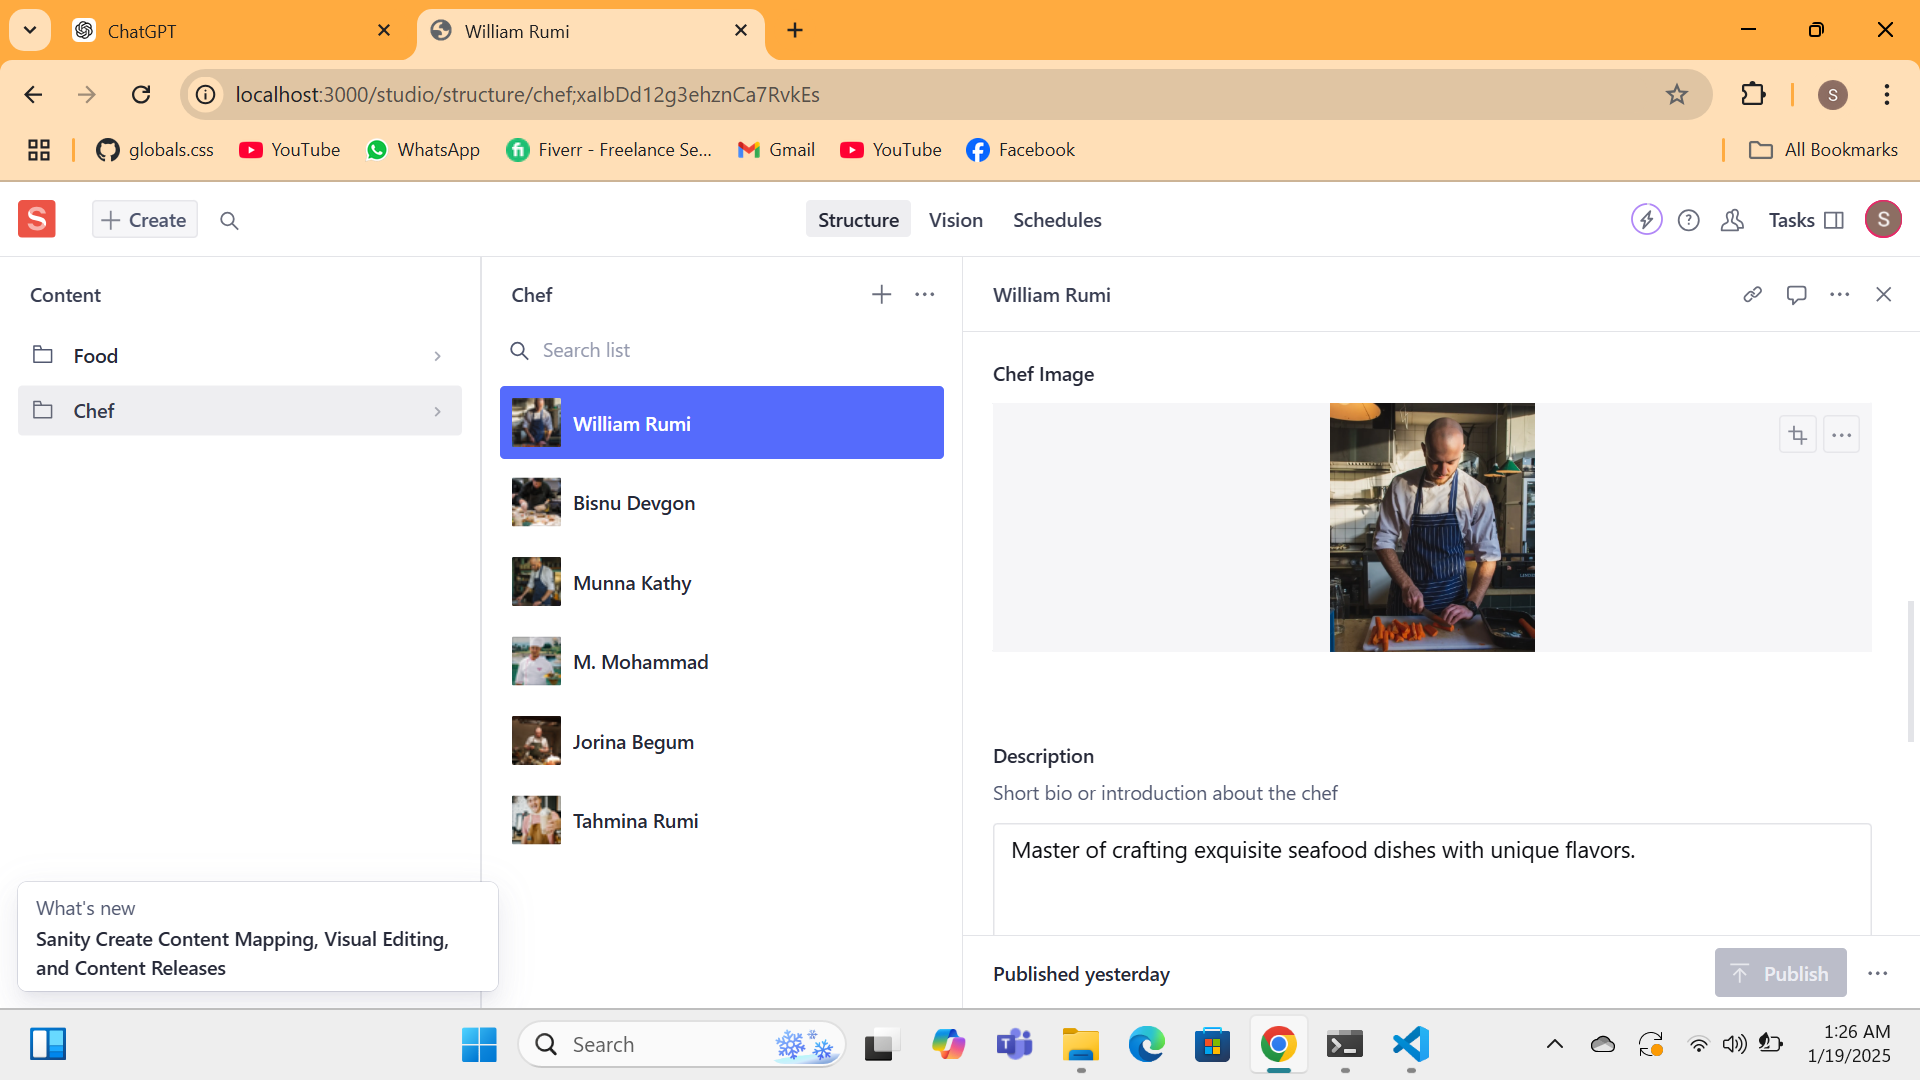 ChatGPT
William Rumi
localhost:3000/studio/structure/chef;xaIbDd12g3ehznCa7RvkEs
S
globals.css
YouTube
WhatsApp
Fiverr - Freelance Se...
Gmail
YouTube
Facebook
All Bookmarks
S
Create
Structure
Vision
Schedules
Tasks
S
Content
Food
Chef
What's new
Sanity Create Content Mapping, Visual Editing,
and Content Releases
Chef
Search list
William Rumi
Bisnu Devgon
Munna Kathy
M. Mohammad
Jorina Begum
Tahmina Rumi
William Rumi
Chef Image
Description
Short bio or introduction about the chef
Master of crafting exquisite seafood dishes with unique flavors.
Published yesterday
Publish
Search
1:26 AM
1/19/2025